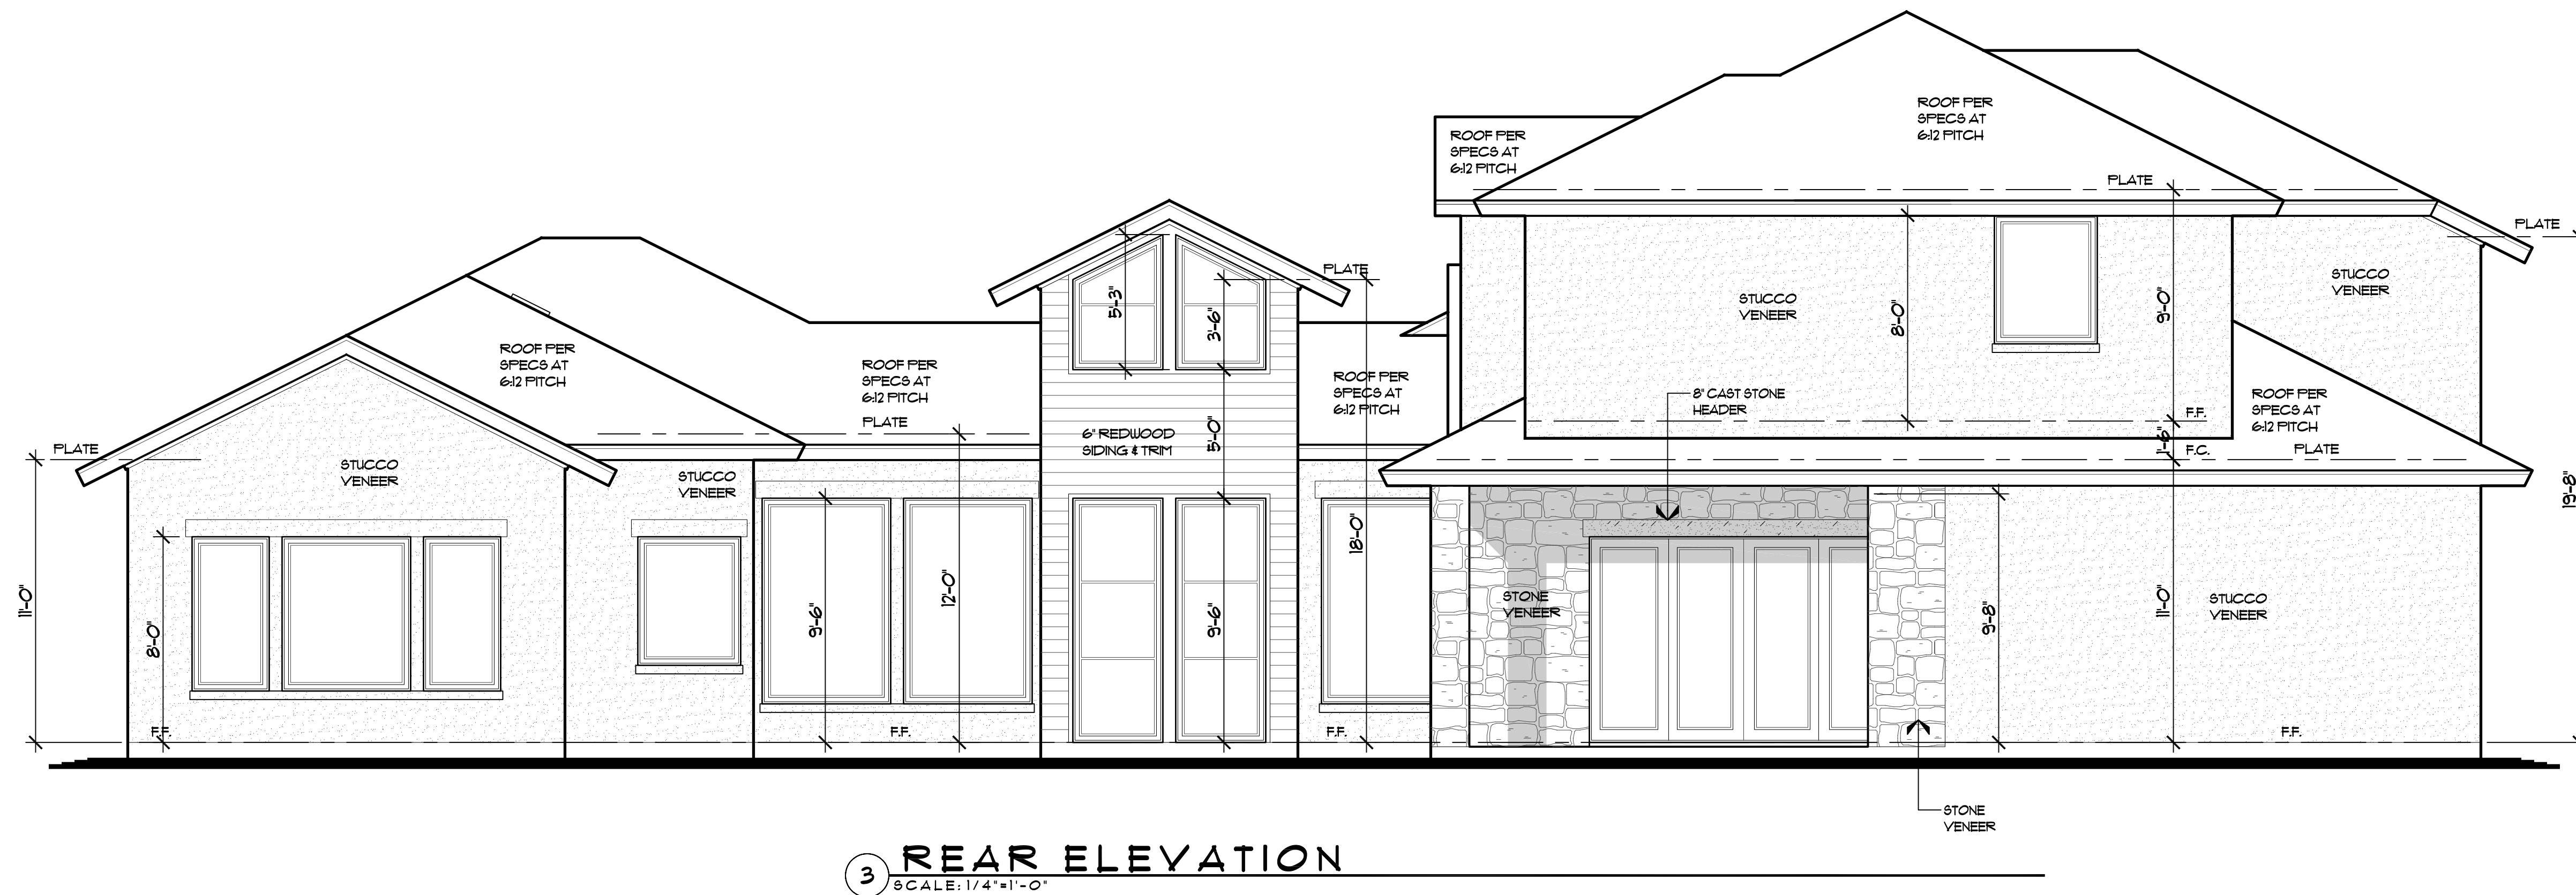 ROOF PER
SPECS AT
6:12 PITCH
ROOF PER
SPECS AT
6:12 PITCH
PLATE
PLATE
PLATE
STUCCO
VENEER
STUCCO
VENEER
5'-3"
3'-6"
8'-0"
9'-0"
ROOF PER
SPECS AT
6:12 PITCH
ROOF PER
SPECS AT
6:12 PITCH
PLATE
ROOF PER
SPECS AT
6:12 PITCH
8" CAST STONE
HEADER
ROOF PER
SPECS AT
6:12 PITCH
F.F.
1'-6"
F.C.
PLATE
6" REDWOOD
SIDING & TRIM
5'-0"
PLATE
STUCCO
VENEER
STUCCO
VENEER
19'-8"
11'-0"
8'-0"
9'-6"
12'-0"
9'-6"
18'-0"
STONE
VENEER
9'-8"
11'-0"
STUCCO
VENEER
F.F.
F.F.
F.F.
F.F.
STONE
VENEER
3
REAR ELEVATION
SCALE: 1/4"=1'-0"